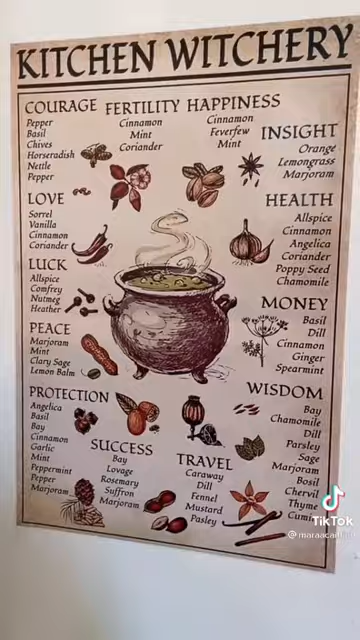 KITCHEN WITCHERY
COURAGE
Pepper
Basil
Chives
Horseradish
Nettle
Pepper
FERTILITY
Cinnamon
Mint
Coriander
HAPPINESS
Cinnamon
Feverfew
Mint
INSIGHT
Orange
Lemongrass
Marjoram
LOVE
Sorrel
Vanilla
Cinnamon
Coriander
HEALTH
Allspice
Cinnamon
Angelica
Coriander
Poppy Seed
Chamomile
LUCK
Allspice
Comfrey
Nutmeg
Heather
MONEY
Basil
Dill
Cinnamon
Ginger
Spearmint
PEACE
Marjoram
Mint
Clary Sage
Lemon Balm
WISDOM
Bay
Chamomile
Dill
Parsley
Sage
Marjoram
Bosil
Chervil
Thyme
PROTECTION
Angelica
Basil
Bay
Cinnamon
Garlic
Mint
Peppermint
Pepper
Marjoram
SUCCESS
Bay
Lovage
Rosemary
Suffron
Marjoram
TRAVEL
Caraway
Dill
Fennel
Mustard
Pasley
TikTok